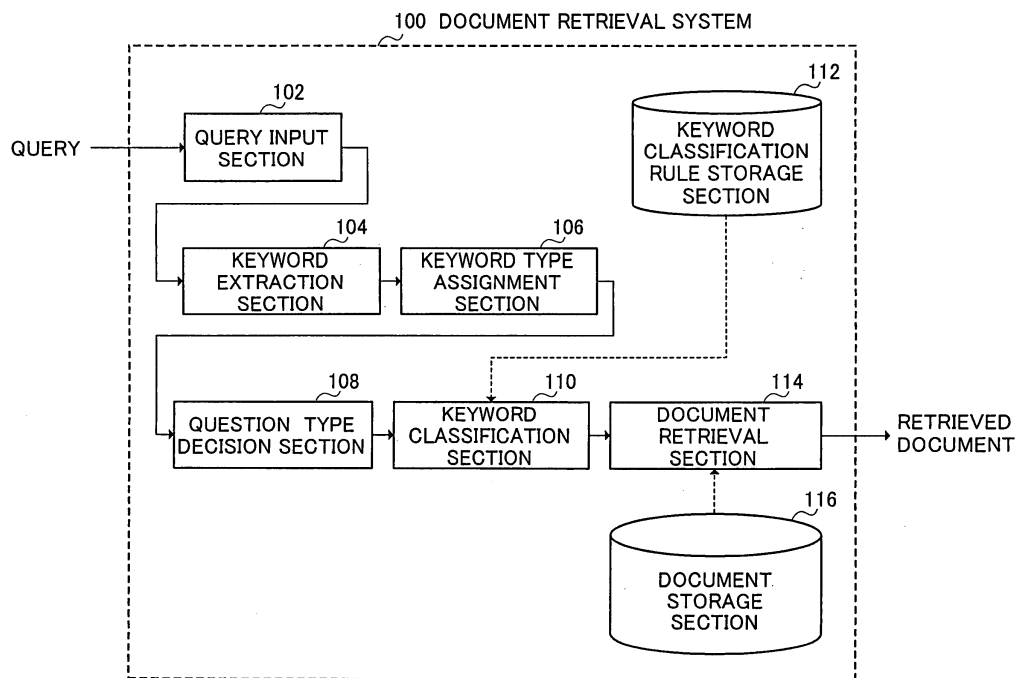 100 DOCUMENT RETRIEVAL SYSTEM
112
102
QUERY
QUERY INPUT
SECTION
KEYWORD
CLASSIFICATION
RULE STORAGE
SECTION
104
106
KEYWORD
EXTRACTION
SECTION
KEYWORD TYPE
ASSIGNMENT
SECTION
108
110
114
QUESTION TYPE
DECISION SECTION
KEYWORD
CLASSIFICATION
SECTION
DOCUMENT
RETRIEVAL
SECTION
RETRIEVED
DOCUMENT
116
DOCUMENT
STORAGE
SECTION